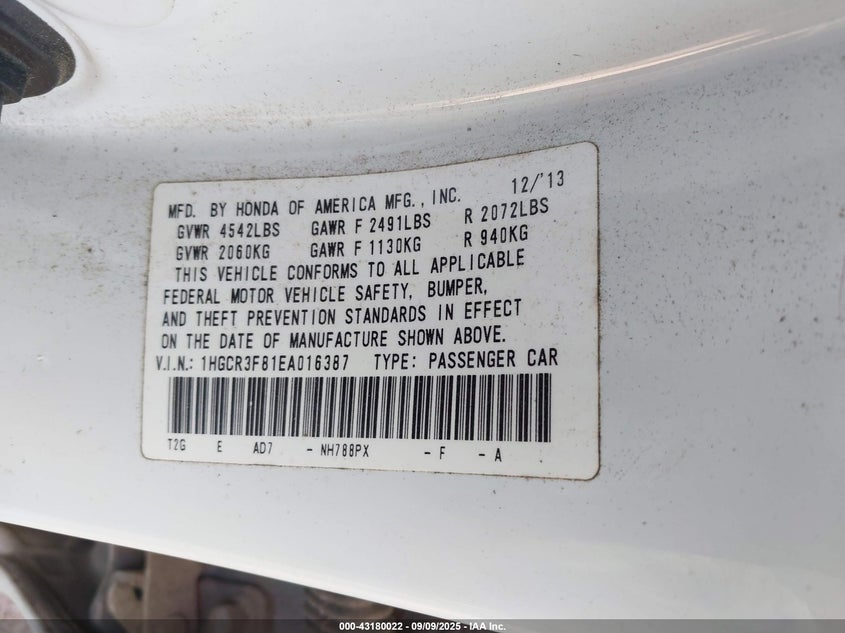 MFD. BY HONDA OF AMERICA MFG., INC. 12/'13
GVWR 4542LBS GAWR F 2491LBS R 2072LBS
GVWR 2060KG GAWR F 1130KG R 940KG
THIS VEHICLE CONFORMS TO ALL APPLICABLE
FEDERAL MOTOR VEHICLE SAFETY, BUMPER,
AND THEFT PREVENTION STANDARDS IN EFFECT
ON THE DATE OF MANUFACTURE SHOWN ABOVE.
V.I.N.: 1HGCR3F81EA016387 TYPE: PASSENGER CAR
T2G E AD7 - NH788PX - F - A
000-43180022 - 09/09/2025 - IAA Inc.